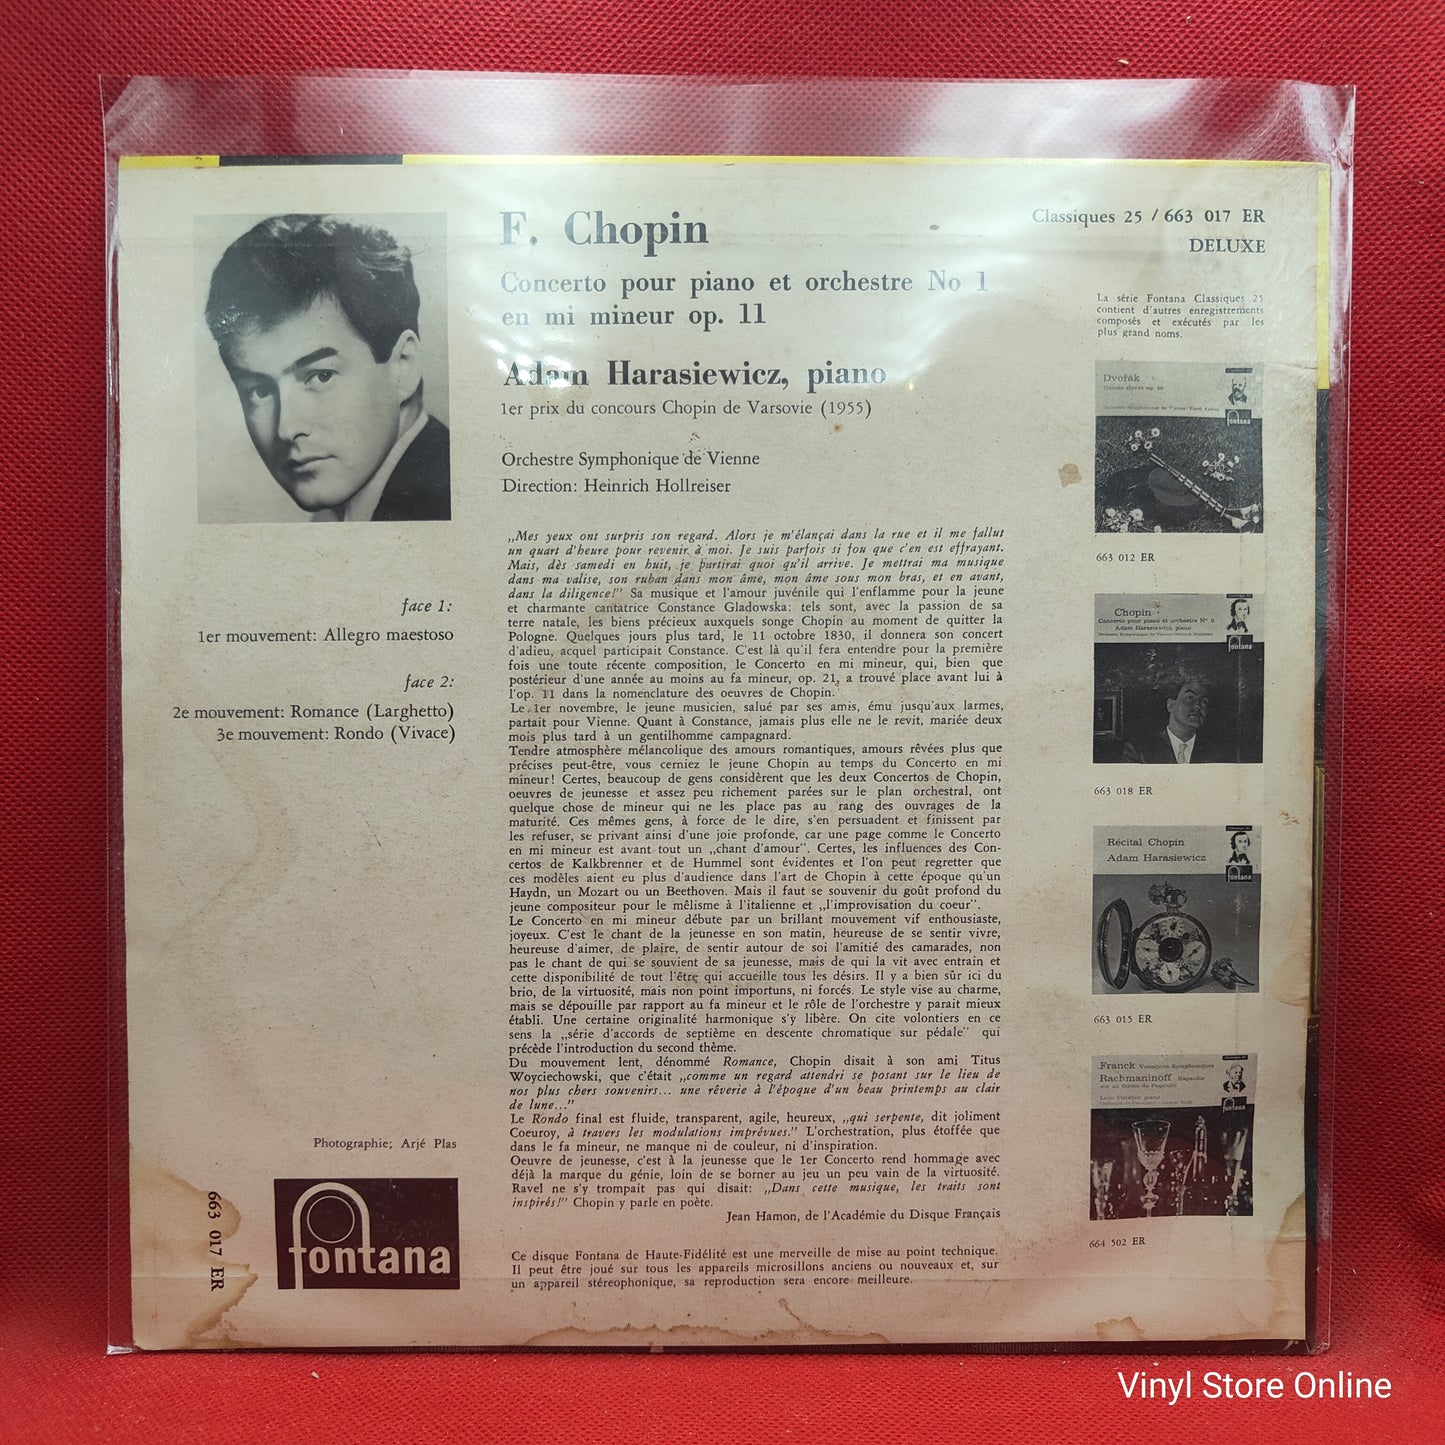 F. Chopin
Concerto pour piano et orchestre No 1
en mi mineur op. 11
Adam Harasiewicz, piano
1er prix du concours Chopin de Varsovie (1955)
Orchestre Symphonique de Vienne
Direction: Heinrich Hollreiser
Classiques 25 / 663 017 ER
DELUXE
face 1:
1er mouvement: Allegro maestoso
face 2:
2e mouvement: Romance (Larghetto)
3e mouvement: Rondo (Vivace)
Photographie: Arjé Plas
663 017 ER
fontana
„Mes yeux ont surpris son regard. Alors je m'élançai dans la rue et il me fallut
un quart d'heure pour revenir à moi. Je suis parfois si fou que c'en est effrayant.
Mais, dès samedi en huit, je partirai quoi qu'il arrive. Je mettrai ma musique
dans ma valise, son ruban dans mon âme, mon âme sous mon bras, et en avant,
dans la diligence!” Sa musique et l'amour juvénile qui l'enflamme pour la jeune
et charmante cantatrice Constance Gladowska: tels sont, avec la passion de sa
terre natale, les biens précieux auxquels songe Chopin au moment de quitter la
Pologne. Quelques jours plus tard, le 11 octobre 1830, il donnera son concert
d'adieu, acquel participait Constance. C'est là qu'il fera entendre pour la première
fois une toute récente composition, le Concerto en mi mineur, qui, bien que
postérieur d'une année au moins au fa mineur, op. 21, a trouvé place avant lui à
l'op. 11 dans la nomenclature des oeuvres de Chopin.
Le 1er novembre, le jeune musicien, salué par ses amis, ému jusqu'aux larmes,
partait pour Vienne. Quant à Constance, jamais plus elle ne le revit, mariée deux
mois plus tard à un gentilhomme campagnard.
Tendre atmosphère mélancolique des amours romantiques, amours rêvées plus que
précises peut-être, vous cerniez le jeune Chopin au temps du Concerto en mi
mineur! Certes, beaucoup de gens considèrent que les deux Concertos de Chopin,
oeuvres de jeunesse et assez peu richement parées sur le plan orchestral, ont
quelque chose de mineur qui ne les place pas au rang des ouvrages de la
maturité. Ces mêmes gens, à force de le dire, s'en persuadent et finissent par
les refuser, se privant ainsi d'une joie profonde, car une page comme le Concerto
en mi mineur est avant tout un „chant d'amour”. Certes, les influences des Con-
certos de Kalkbrenner et de Hummel sont évidentes et l'on peut regretter que
ces modèles aient eu plus d'audience dans l'art de Chopin à cette époque qu'un
Haydn, un Mozart ou un Beethoven. Mais il faut se souvenir du goût profond du
jeune compositeur pour le mélisme à l'italienne et „l'improvisation du coeur”.
Le Concerto en mi mineur débute par un brillant mouvement vif enthousiaste,
joyeux. C'est le chant de la jeunesse en son matin, heureuse de se sentir vivre,
heureuse d'aimer, de plaire, de sentir autour de soi l'amitié des camarades, non
pas le chant de qui se souvient de sa jeunesse, mais de qui la vit avec entrain et
cette disponibilité de tout l'être qui accueille tous les désirs. Il y a bien sûr ici du
brio, de la virtuosité, mais non point importuns, ni forcés. Le style vise au charme,
mais se dépouille par rapport au fa mineur et le rôle de l'orchestre y parait mieux
établi. Une certaine originalité harmonique s'y libère. On cite volontiers en ce
sens la „série d'accords de septième en descente chromatique sur pédale” qui
précède l'introduction du second thème.
Du mouvement lent, dénommé Romance, Chopin disait à son ami Titus
Woyciechowski, que c'était „comme un regard attendri se posant sur le lieu de
nos plus chers souvenirs... une rêverie à l'époque d'un beau printemps au clair
de lune...”
Le Rondo final est fluide, transparent, agile, heureux, „qui serpente, dit joliment
Coeuroy, à travers les modulations imprévues.” L'orchestration, plus étoffée que
dans le fa mineur, ne manque ni de couleur, ni d'inspiration.
Oeuvre de jeunesse, c'est à la jeunesse que le 1er Concerto rend hommage avec
déjà la marque du génie, loin de se borner au jeu un peu vain de la virtuosité.
Ravel ne s'y trompait pas qui disait: „Dans cette musique, les traits sont
inspirés!” Chopin y parle en poète.
Jean Hamon, de l'Académie du Disque Français
Ce disque Fontana de Haute-Fidélité est une merveille de mise au point technique.
Il peut être joué sur tous les appareils microsillons anciens ou nouveaux et, sur
un appareil stéréophonique, sa reproduction sera encore meilleure.
La série Fontana Classiques 25
contient d'autres enregistrements
composés et exécutés par les
plus grand noms.
Dvořák
Danses slaves op. 46
fontana
663 012 ER
Chopin
Concerto pour piano et orchestre N° 2
Adam Harasiewicz, piano
fontana
663 018 ER
Récital Chopin
Adam Harasiewicz
fontana
663 015 ER
Franck Variations Symphoniques
Rachmaninoff Rapsodie
sur un thème de Paganini
Leon Fleisher, piano
fontana
664 502 ER
Vinyl Store Online